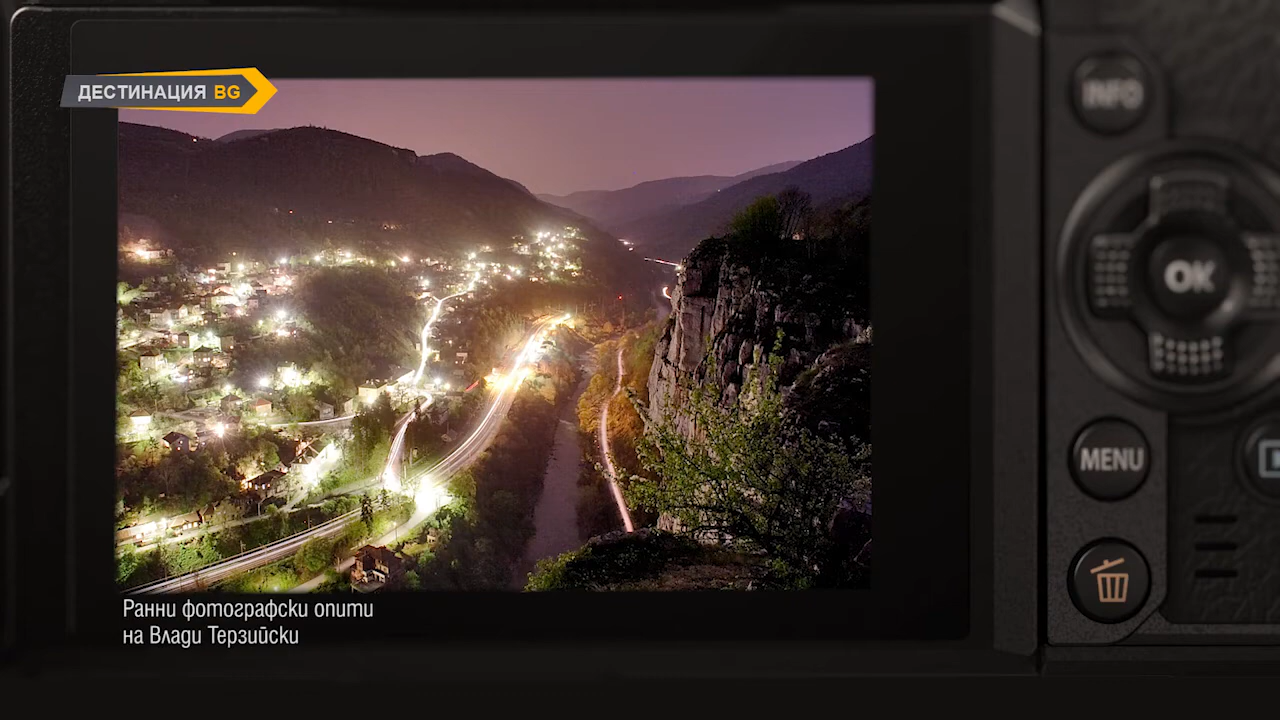 ДЕСТИНАЦИЯ BG
INFO
OK
MENU
Ранни фотографски опити
на Влади Терзийски